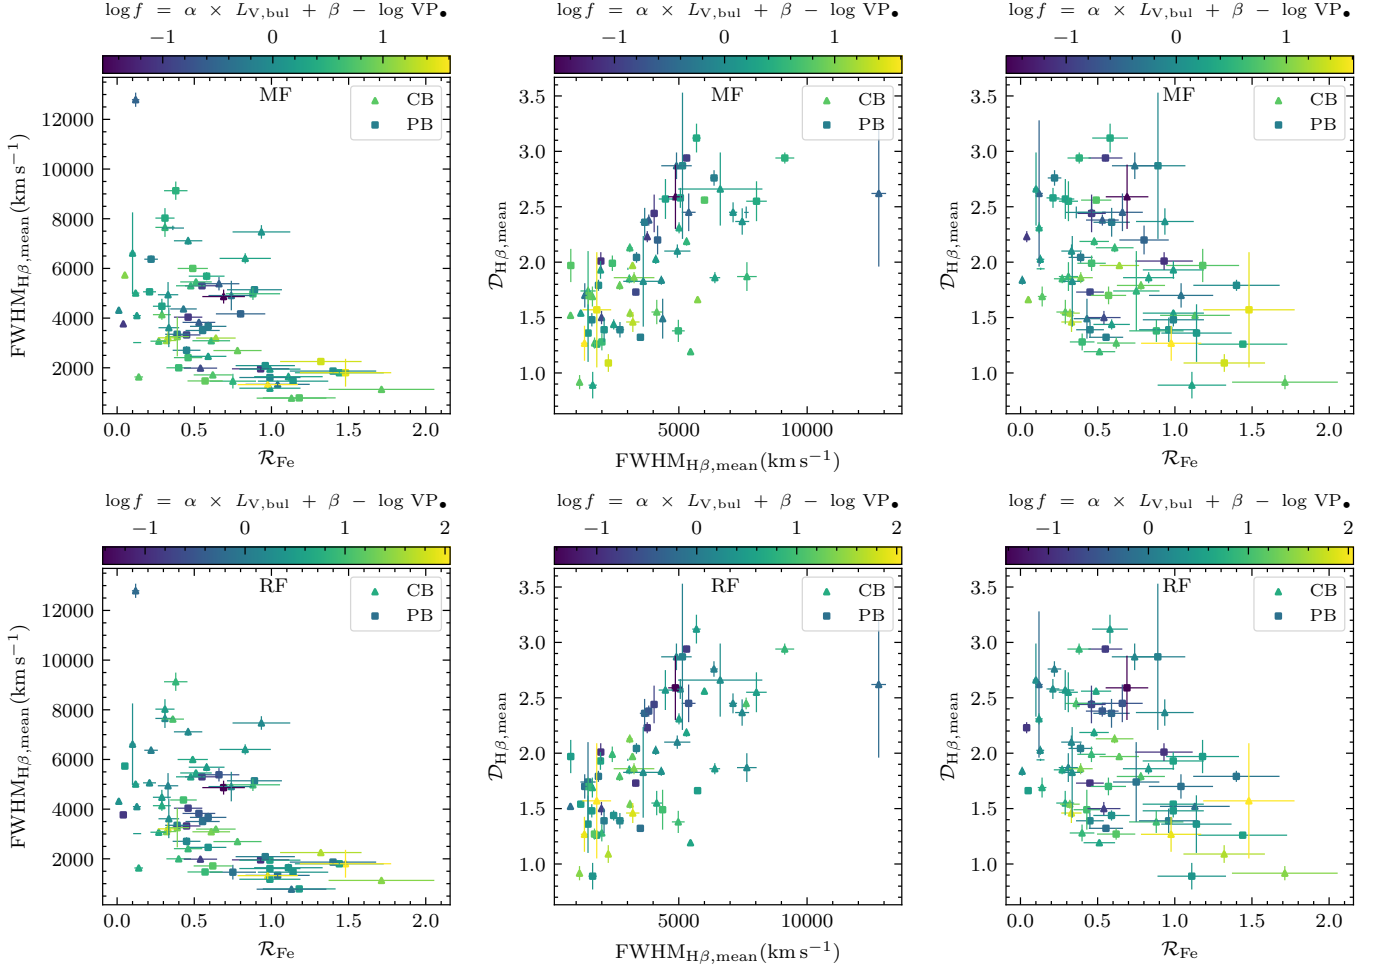 log f = α × L_V,bul + β − log VP• log f = α × L_V,bul + β − log VP• log f = α × L_V,bul + β − log VP•
−1 0 1 −1 0 1 −1 0 1
MF CB PB
12000
10000
8000
6000
4000
2000
FWHM_Hβ,mean(km s⁻¹)
0.0 0.5 1.0 1.5 2.0
ℛ_Fe
MF CB PB
3.5
3.0
2.5
2.0
1.5
1.0
𝒟_Hβ,mean
5000 10000
FWHM_Hβ,mean(km s⁻¹)
MF CB PB
3.5
3.0
2.5
2.0
1.5
1.0
𝒟_Hβ,mean
0.0 0.5 1.0 1.5 2.0
ℛ_Fe
log f = α × L_V,bul + β − log VP• log f = α × L_V,bul + β − log VP• log f = α × L_V,bul + β − log VP•
−1 0 1 2 −1 0 1 2 −1 0 1 2
RF CB PB
12000
10000
8000
6000
4000
2000
FWHM_Hβ,mean(km s⁻¹)
0.0 0.5 1.0 1.5 2.0
ℛ_Fe
RF CB PB
3.5
3.0
2.5
2.0
1.5
1.0
𝒟_Hβ,mean
5000 10000
FWHM_Hβ,mean(km s⁻¹)
RF CB PB
3.5
3.0
2.5
2.0
1.5
1.0
𝒟_Hβ,mean
0.0 0.5 1.0 1.5 2.0
ℛ_Fe